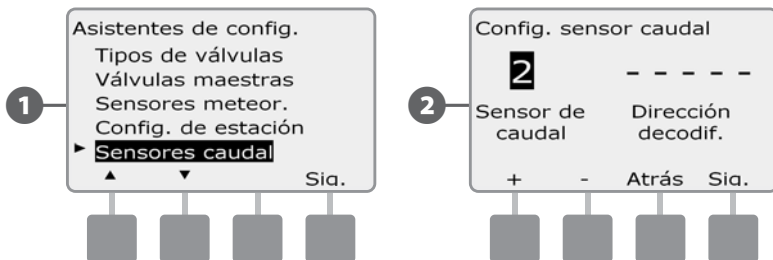 1
Asistentes de config.
Tipos de válvulas
Válvulas maestras
Sensores meteor.
Config. de estación
► Sensores caudal
▲ ▼ Sig.
2
Config. sensor caudal
2 - - - - -
Sensor de caudal Dirección decodif.
+ - Atrás Sig.